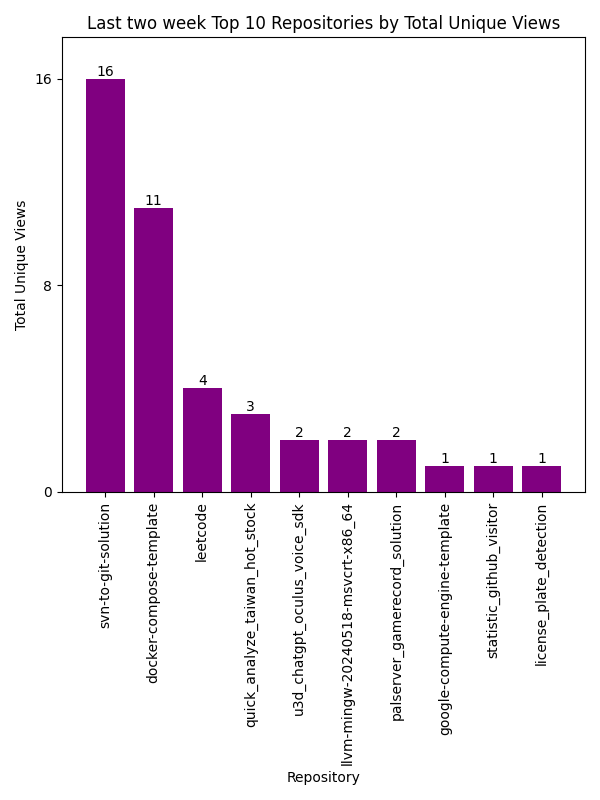 Last two week Top 10 Repositories by Total Unique Views
Total Unique Views
16
8
0
16
11
4
3
2
2
2
1
1
1
svn-to-git-solution
docker-compose-template
leetcode
quick_analyze_taiwan_hot_stock
u3d_chatgpt_oculus_voice_sdk
llvm-mingw-20240518-msvcrt-x86_64
palserver_gamerecord_solution
google-compute-engine-template
statistic_github_visitor
license_plate_detection
Repository